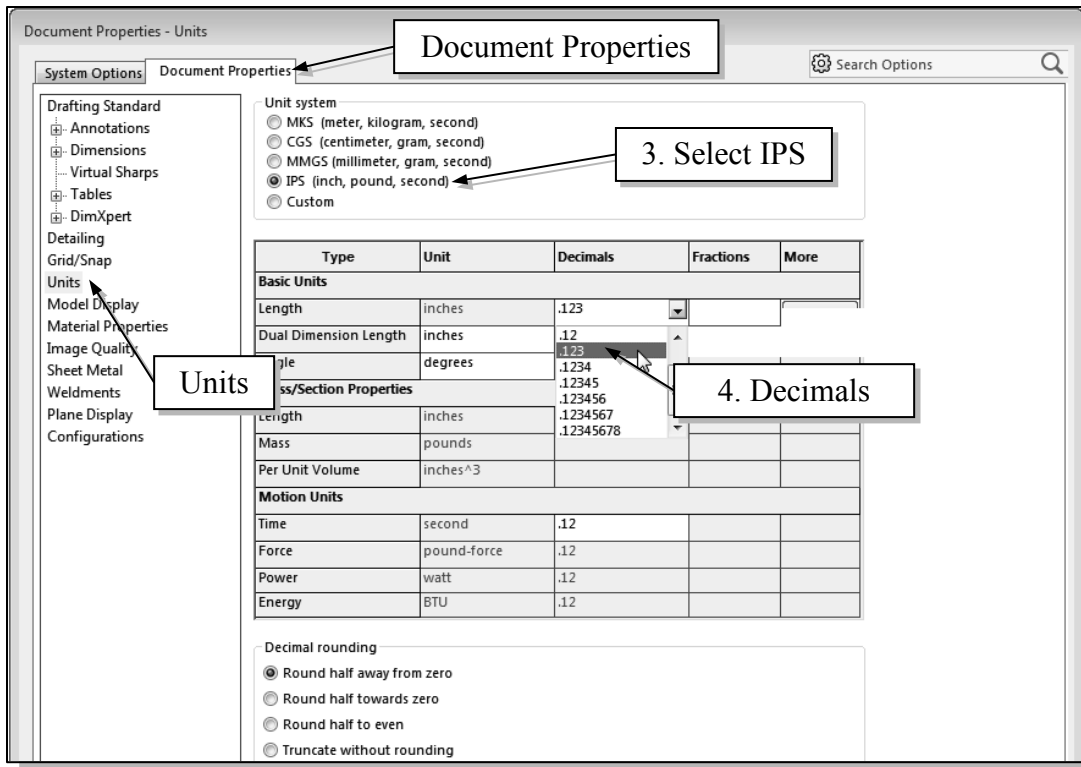 Document Properties - Units
Document Properties
System Options
Document Properties
Search Options
Drafting Standard
Annotations
Dimensions
Virtual Sharps
Tables
DimXpert
Detailing
Grid/Snap
Units
Model Display
Material Properties
Image Quality
Sheet Metal
Weldments
Plane Display
Configurations
Units
Unit system
MKS (meter, kilogram, second)
CGS (centimeter, gram, second)
MMGS (millimeter, gram, second)
IPS (inch, pound, second)
Custom
3. Select IPS
Type Unit Decimals Fractions More
Basic Units
Length inches .123
Dual Dimension Length inches
gle degrees
.12
.123
.1234
.12345
.123456
.1234567
.12345678
4. Decimals
ss/Section Properties
Length inches
Mass pounds
Per Unit Volume inches^3
Motion Units
Time second .12
Force pound-force .12
Power watt .12
Energy BTU .12
Decimal rounding
Round half away from zero
Round half towards zero
Round half to even
Truncate without rounding